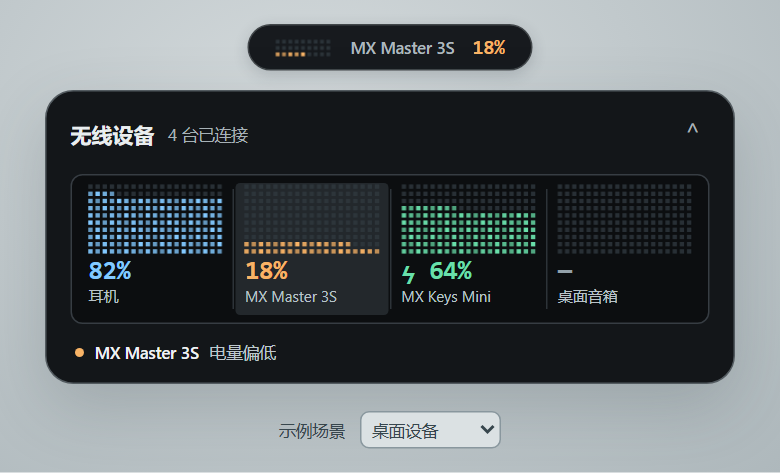 MX Master 3S 18%
无线设备 4 台已连接
82% 18% 64% –
耳机 MX Master 3S MX Keys Mini 桌面音箱
MX Master 3S 电量偏低
示例场景 桌面设备